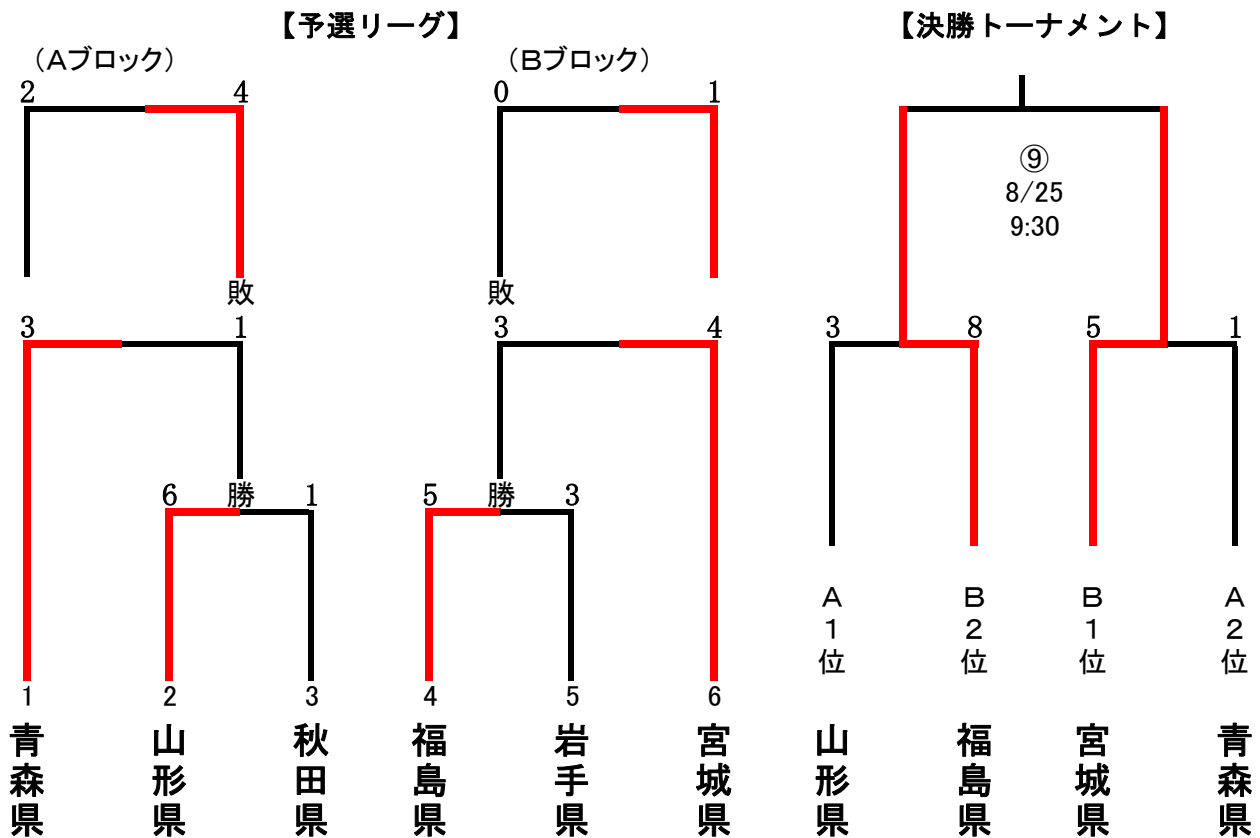 【予選リーグ】
【決勝トーナメント】
（Aブロック）
（Bブロック）
2 4
0 1
⑨
8/25
9:30
敗
敗
3 1
3 4
3 8
5 1
6 勝 1
5 勝 3
A1位
B2位
B1位
A2位
1
2
3
4
5
6
青森県
山形県
秋田県
福島県
岩手県
宮城県
山形県
福島県
宮城県
青森県